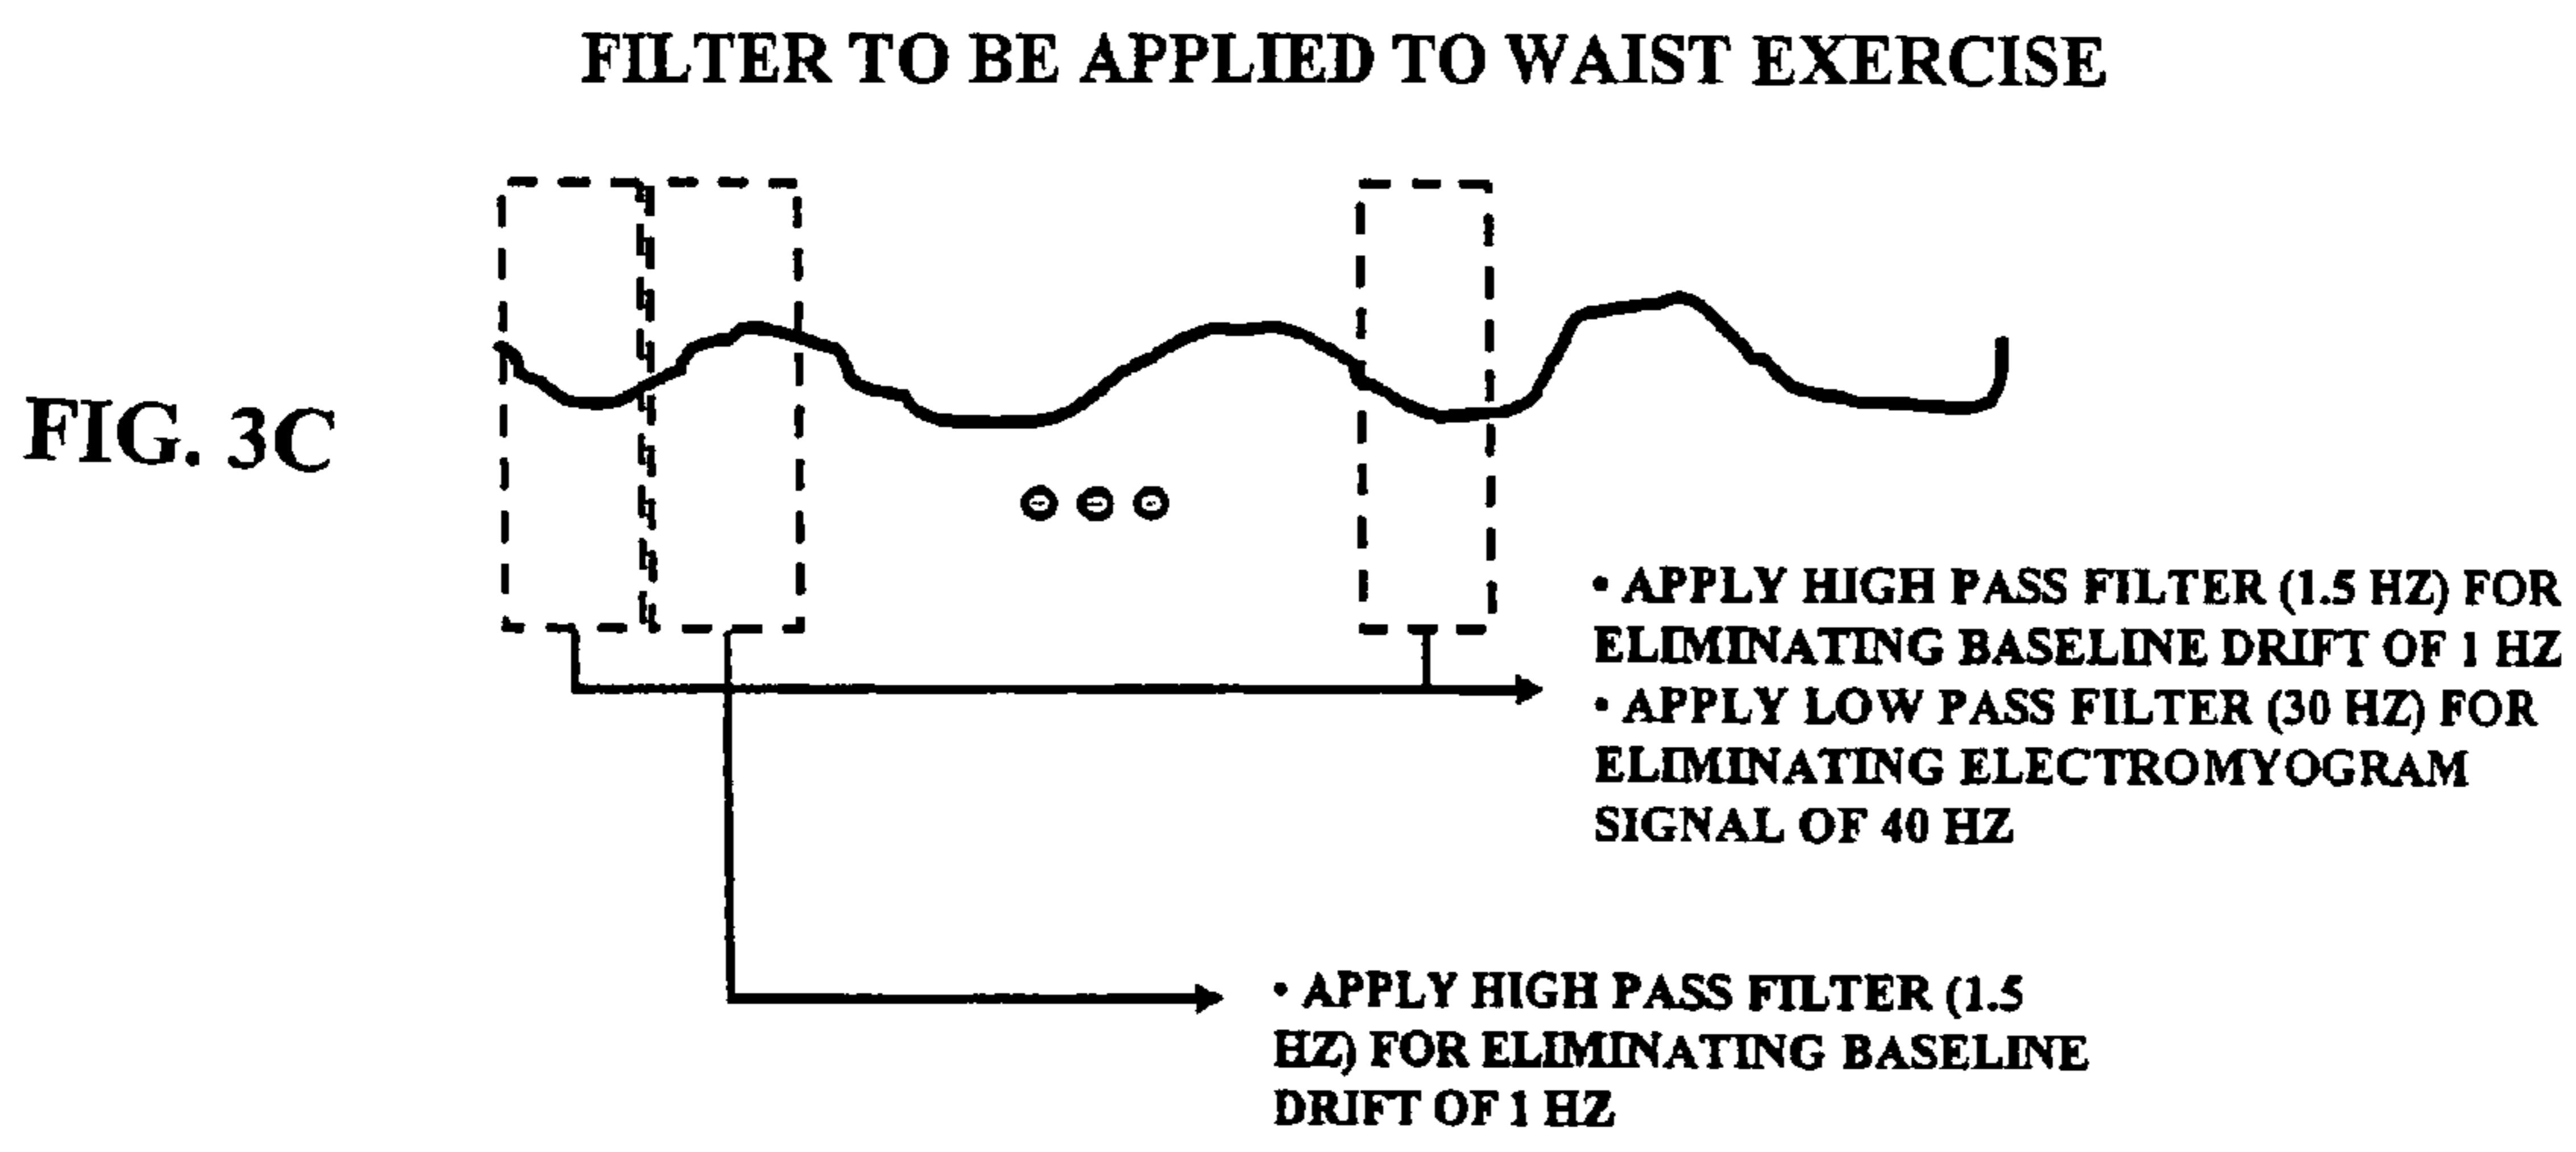 FILTER TO BE APPLIED TO WAIST EXERCISE
FIG. 3C
• APPLY HIGH PASS FILTER (1.5 HZ) FOR
ELIMINATING BASELINE DRIFT OF 1 HZ
• APPLY LOW PASS FILTER (30 HZ) FOR
ELIMINATING ELECTROMYOGRAM
SIGNAL OF 40 HZ
• APPLY HIGH PASS FILTER (1.5
HZ) FOR ELIMINATING BASELINE
DRIFT OF 1 HZ